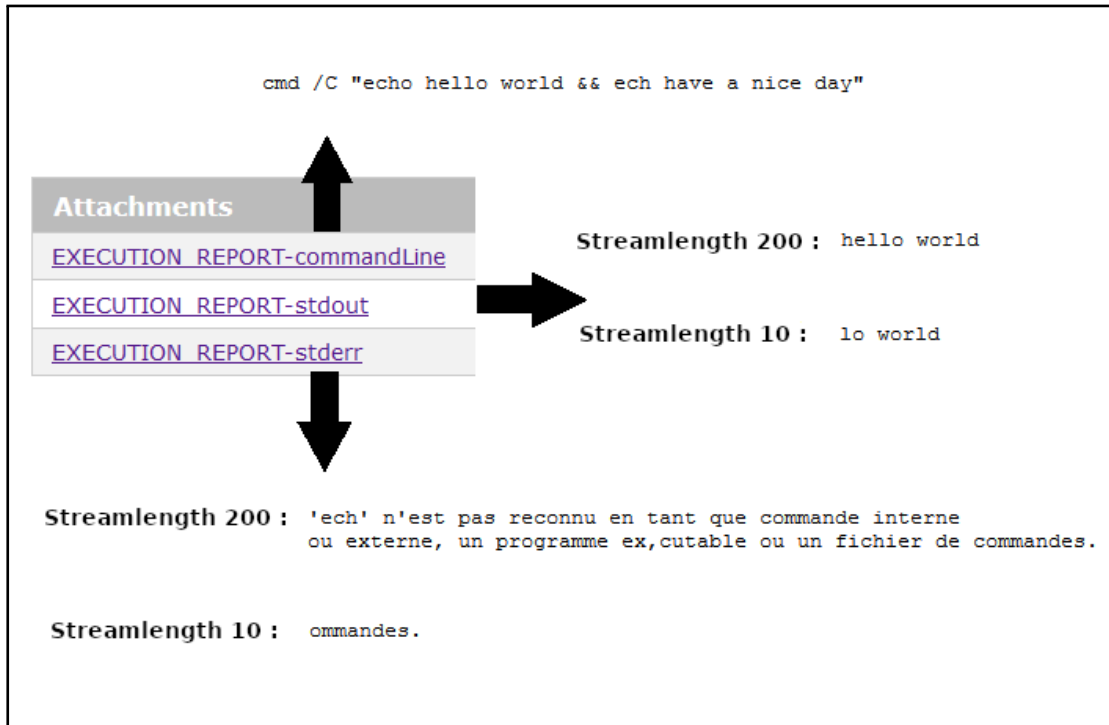 cmd /C "echo hello world && ech have a nice day"
Attachments
EXECUTION_REPORT-commandLine
EXECUTION_REPORT-stdout
EXECUTION_REPORT-stderr
Streamlength 200 : hello world
Streamlength 10 : lo world
Streamlength 200 : 'ech' n'est pas reconnu en tant que commande interne
ou externe, un programme ex,cutable ou un fichier de commandes.
Streamlength 10 : ommandes.